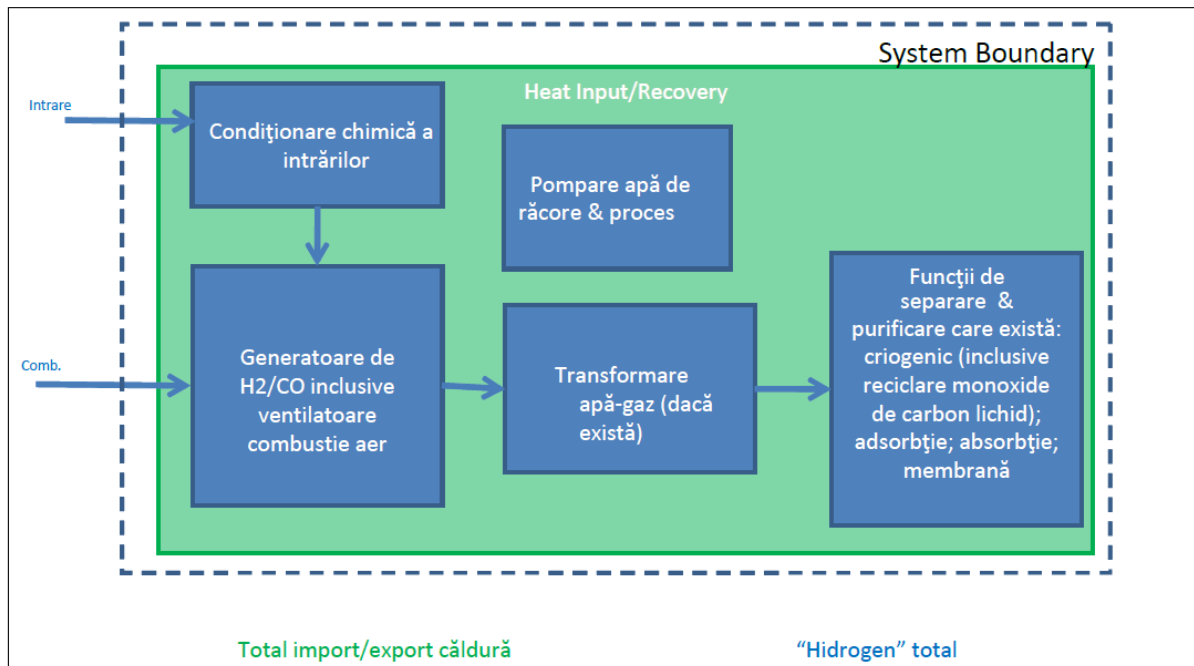 System Boundary
Heat Input/Recovery
Intrare
Condiţionare chimică a
intrărilor
Pompare apă de
răcore & proces
Funcţii de
separare & 
purificare care există:
criogenic (inclusive
reciclare monoxide
de carbon lichid);
adsorbţie; absorbţie;
membrană
Comb.
Generatoare de
H2/CO inclusive
ventilatoare
combustie aer
Transformare
apă-gaz (dacă
există)
Total import/export căldură
“Hidrogen” total